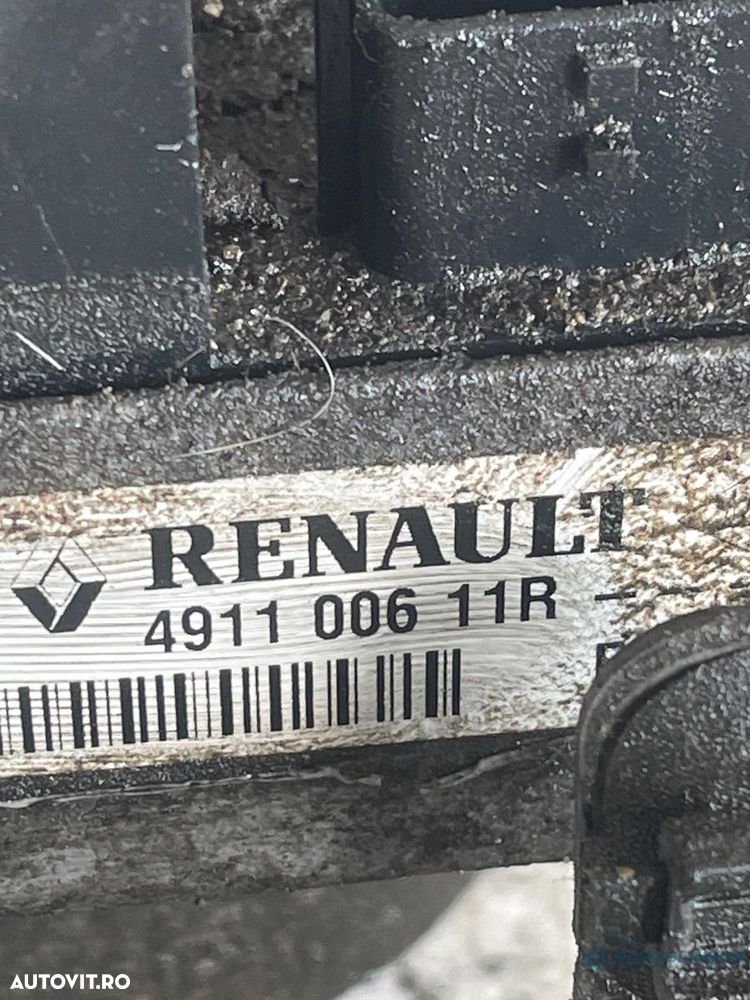 RENAULT
4911 006 11R
AUTOVIT.RO